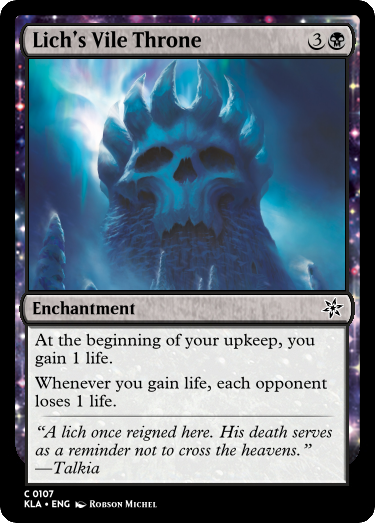 Lich's Vile Throne 3
Enchantment
At the beginning of your upkeep, you
gain 1 life.
Whenever you gain life, each opponent
loses 1 life.
“A lich once reigned here. His death serves
as a reminder not to cross the heavens.”
—Talkia
C 0107
KLA • ENG Robson Michel